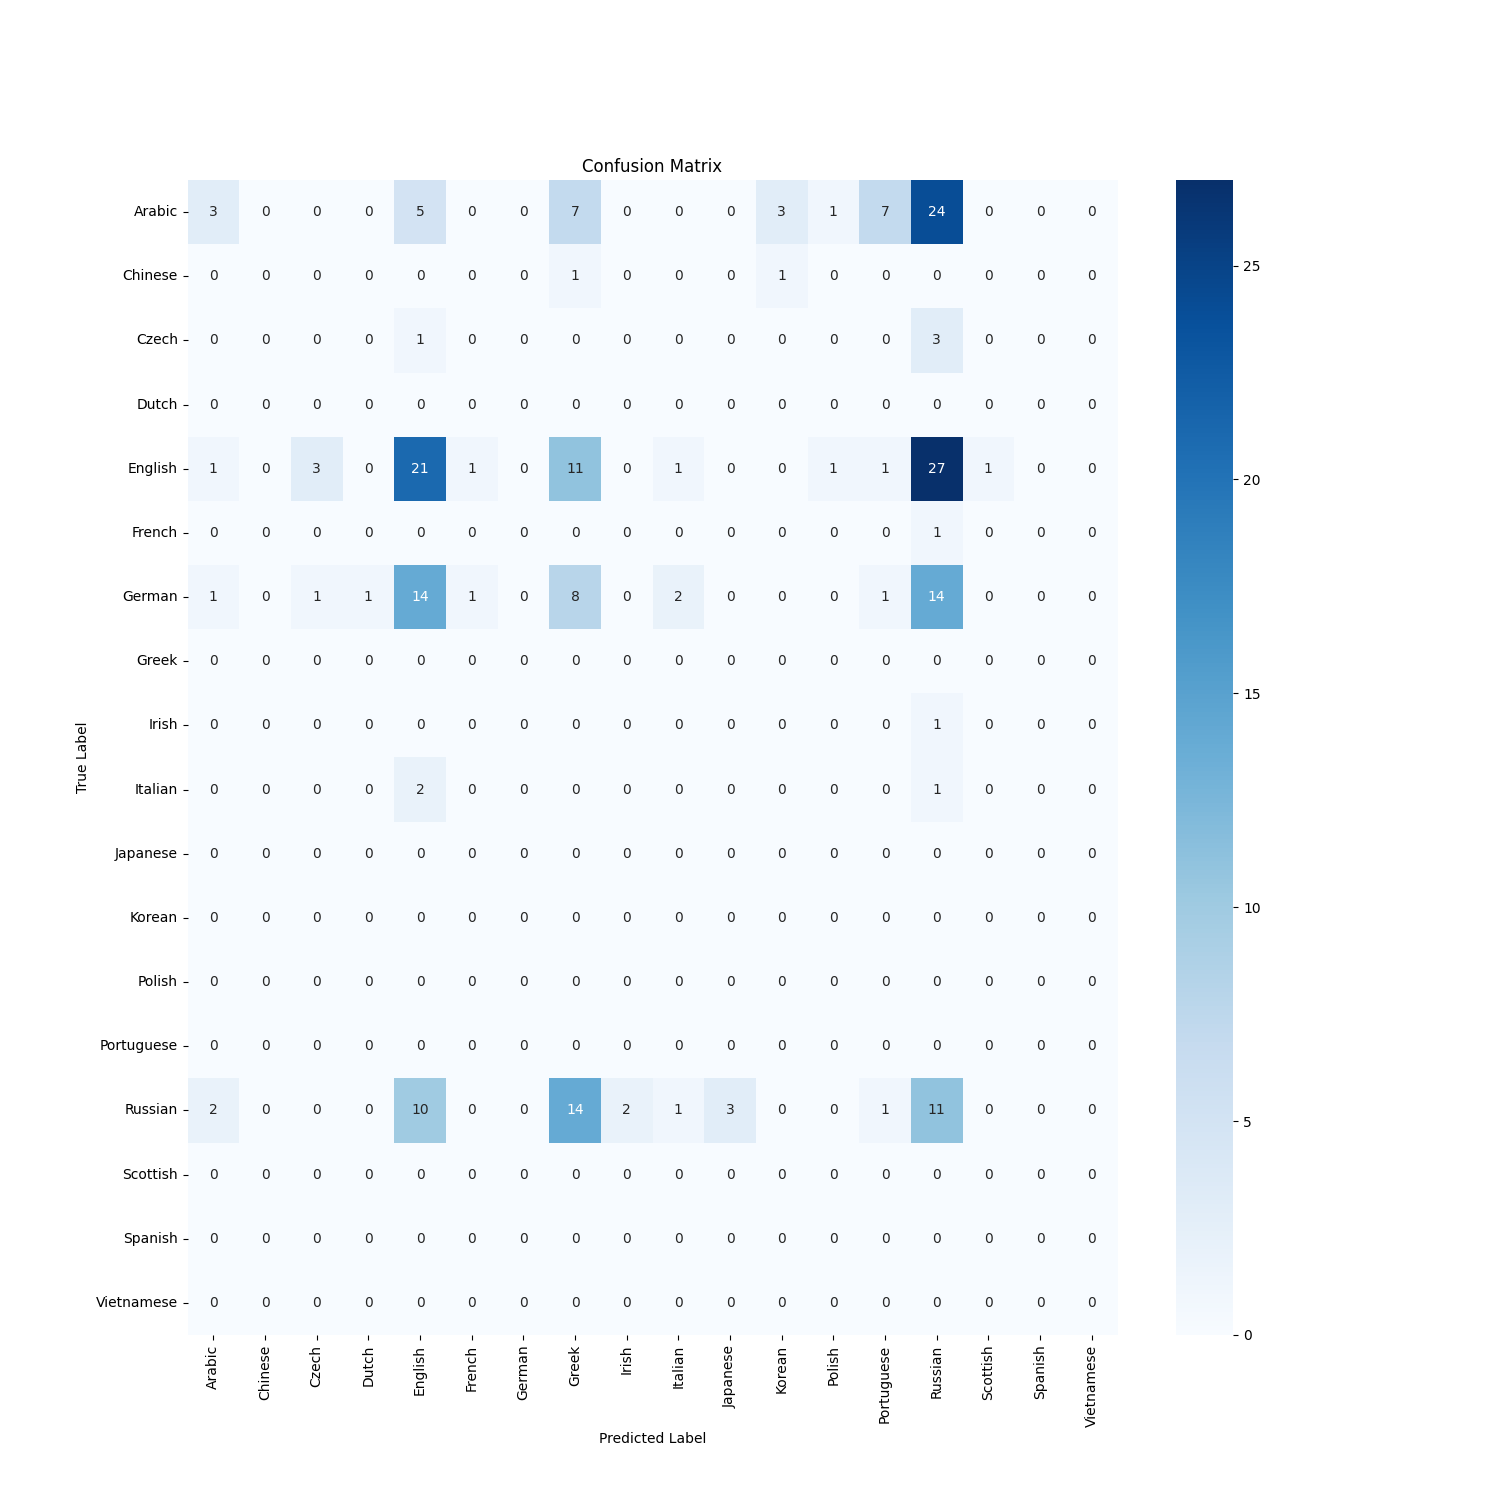 Confusion Matrix
Arabic 3 0 0 0 5 0 0 7 0 0 0 3 1 7 24 0 0 0
Chinese 0 0 0 0 0 0 0 1 0 0 0 1 0 0 0 0 0 0
Czech 0 0 0 0 1 0 0 0 0 0 0 0 0 0 3 0 0 0
Dutch 0 0 0 0 0 0 0 0 0 0 0 0 0 0 0 0 0 0
English 1 0 3 0 21 1 0 11 0 1 0 0 1 1 27 1 0 0
French 0 0 0 0 0 0 0 0 0 0 0 0 0 0 1 0 0 0
German 1 0 1 1 14 1 0 8 0 2 0 0 0 1 14 0 0 0
Greek 0 0 0 0 0 0 0 0 0 0 0 0 0 0 0 0 0 0
Irish 0 0 0 0 0 0 0 0 0 0 0 0 0 0 1 0 0 0
Italian 0 0 0 0 2 0 0 0 0 0 0 0 0 0 1 0 0 0
Japanese 0 0 0 0 0 0 0 0 0 0 0 0 0 0 0 0 0 0
Korean 0 0 0 0 0 0 0 0 0 0 0 0 0 0 0 0 0 0
Polish 0 0 0 0 0 0 0 0 0 0 0 0 0 0 0 0 0 0
Portuguese 0 0 0 0 0 0 0 0 0 0 0 0 0 0 0 0 0 0
Russian 2 0 0 0 10 0 0 14 2 1 3 0 0 1 11 0 0 0
Scottish 0 0 0 0 0 0 0 0 0 0 0 0 0 0 0 0 0 0
Spanish 0 0 0 0 0 0 0 0 0 0 0 0 0 0 0 0 0 0
Vietnamese 0 0 0 0 0 0 0 0 0 0 0 0 0 0 0 0 0 0
Arabic Chinese Czech Dutch English French German Greek Irish Italian Japanese Korean Polish Portuguese Russian Scottish Spanish Vietnamese
Predicted Label
True Label
25
20
15
10
5
0